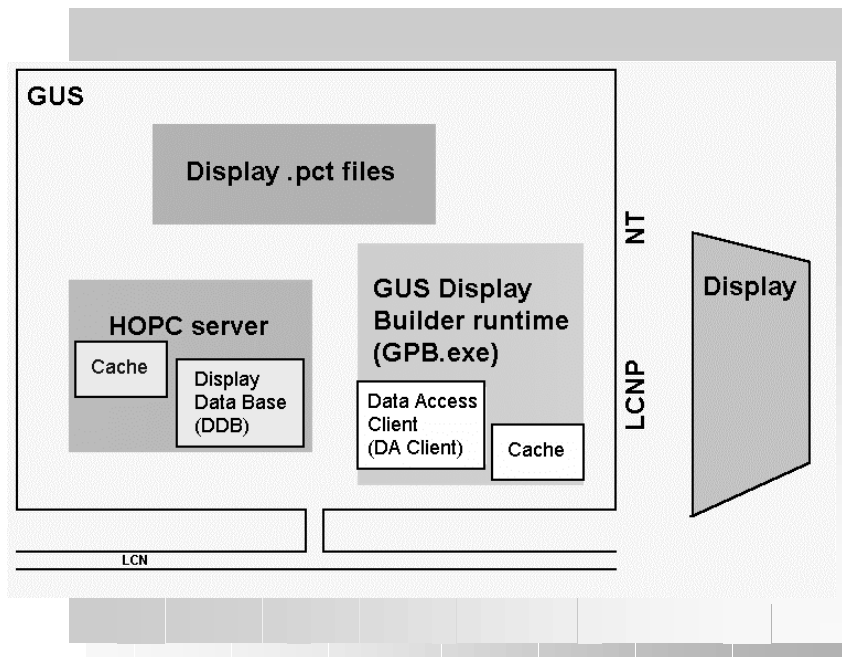 GUS
Display .pct files
NT
Display
GUS Display
Builder runtime
(GPB.exe)
HOPC server
Cache
Display
Data Base
(DDB)
LCNP
Data Access
Client
(DA Client)
Cache
LCN